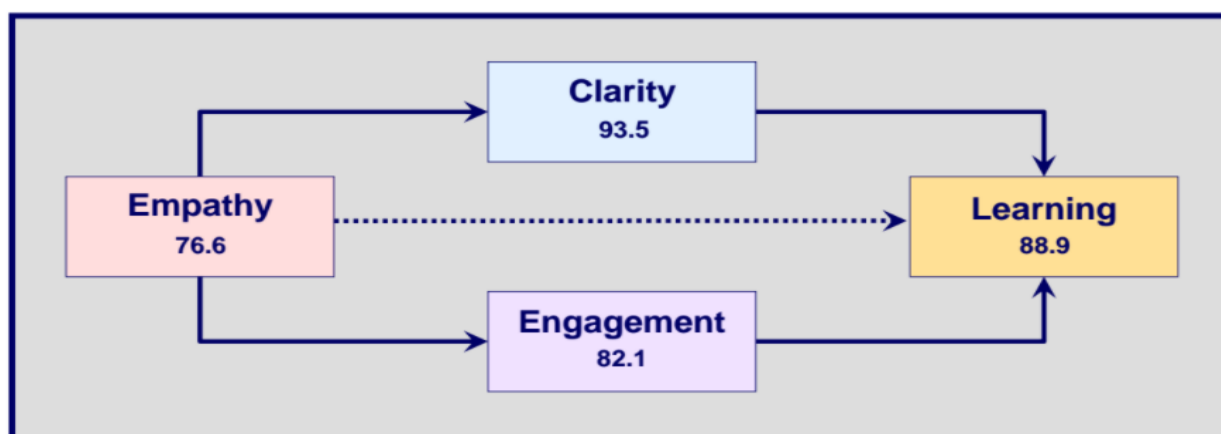 Clarity
93.5
Empathy
76.6
Learning
88.9
Engagement
82.1